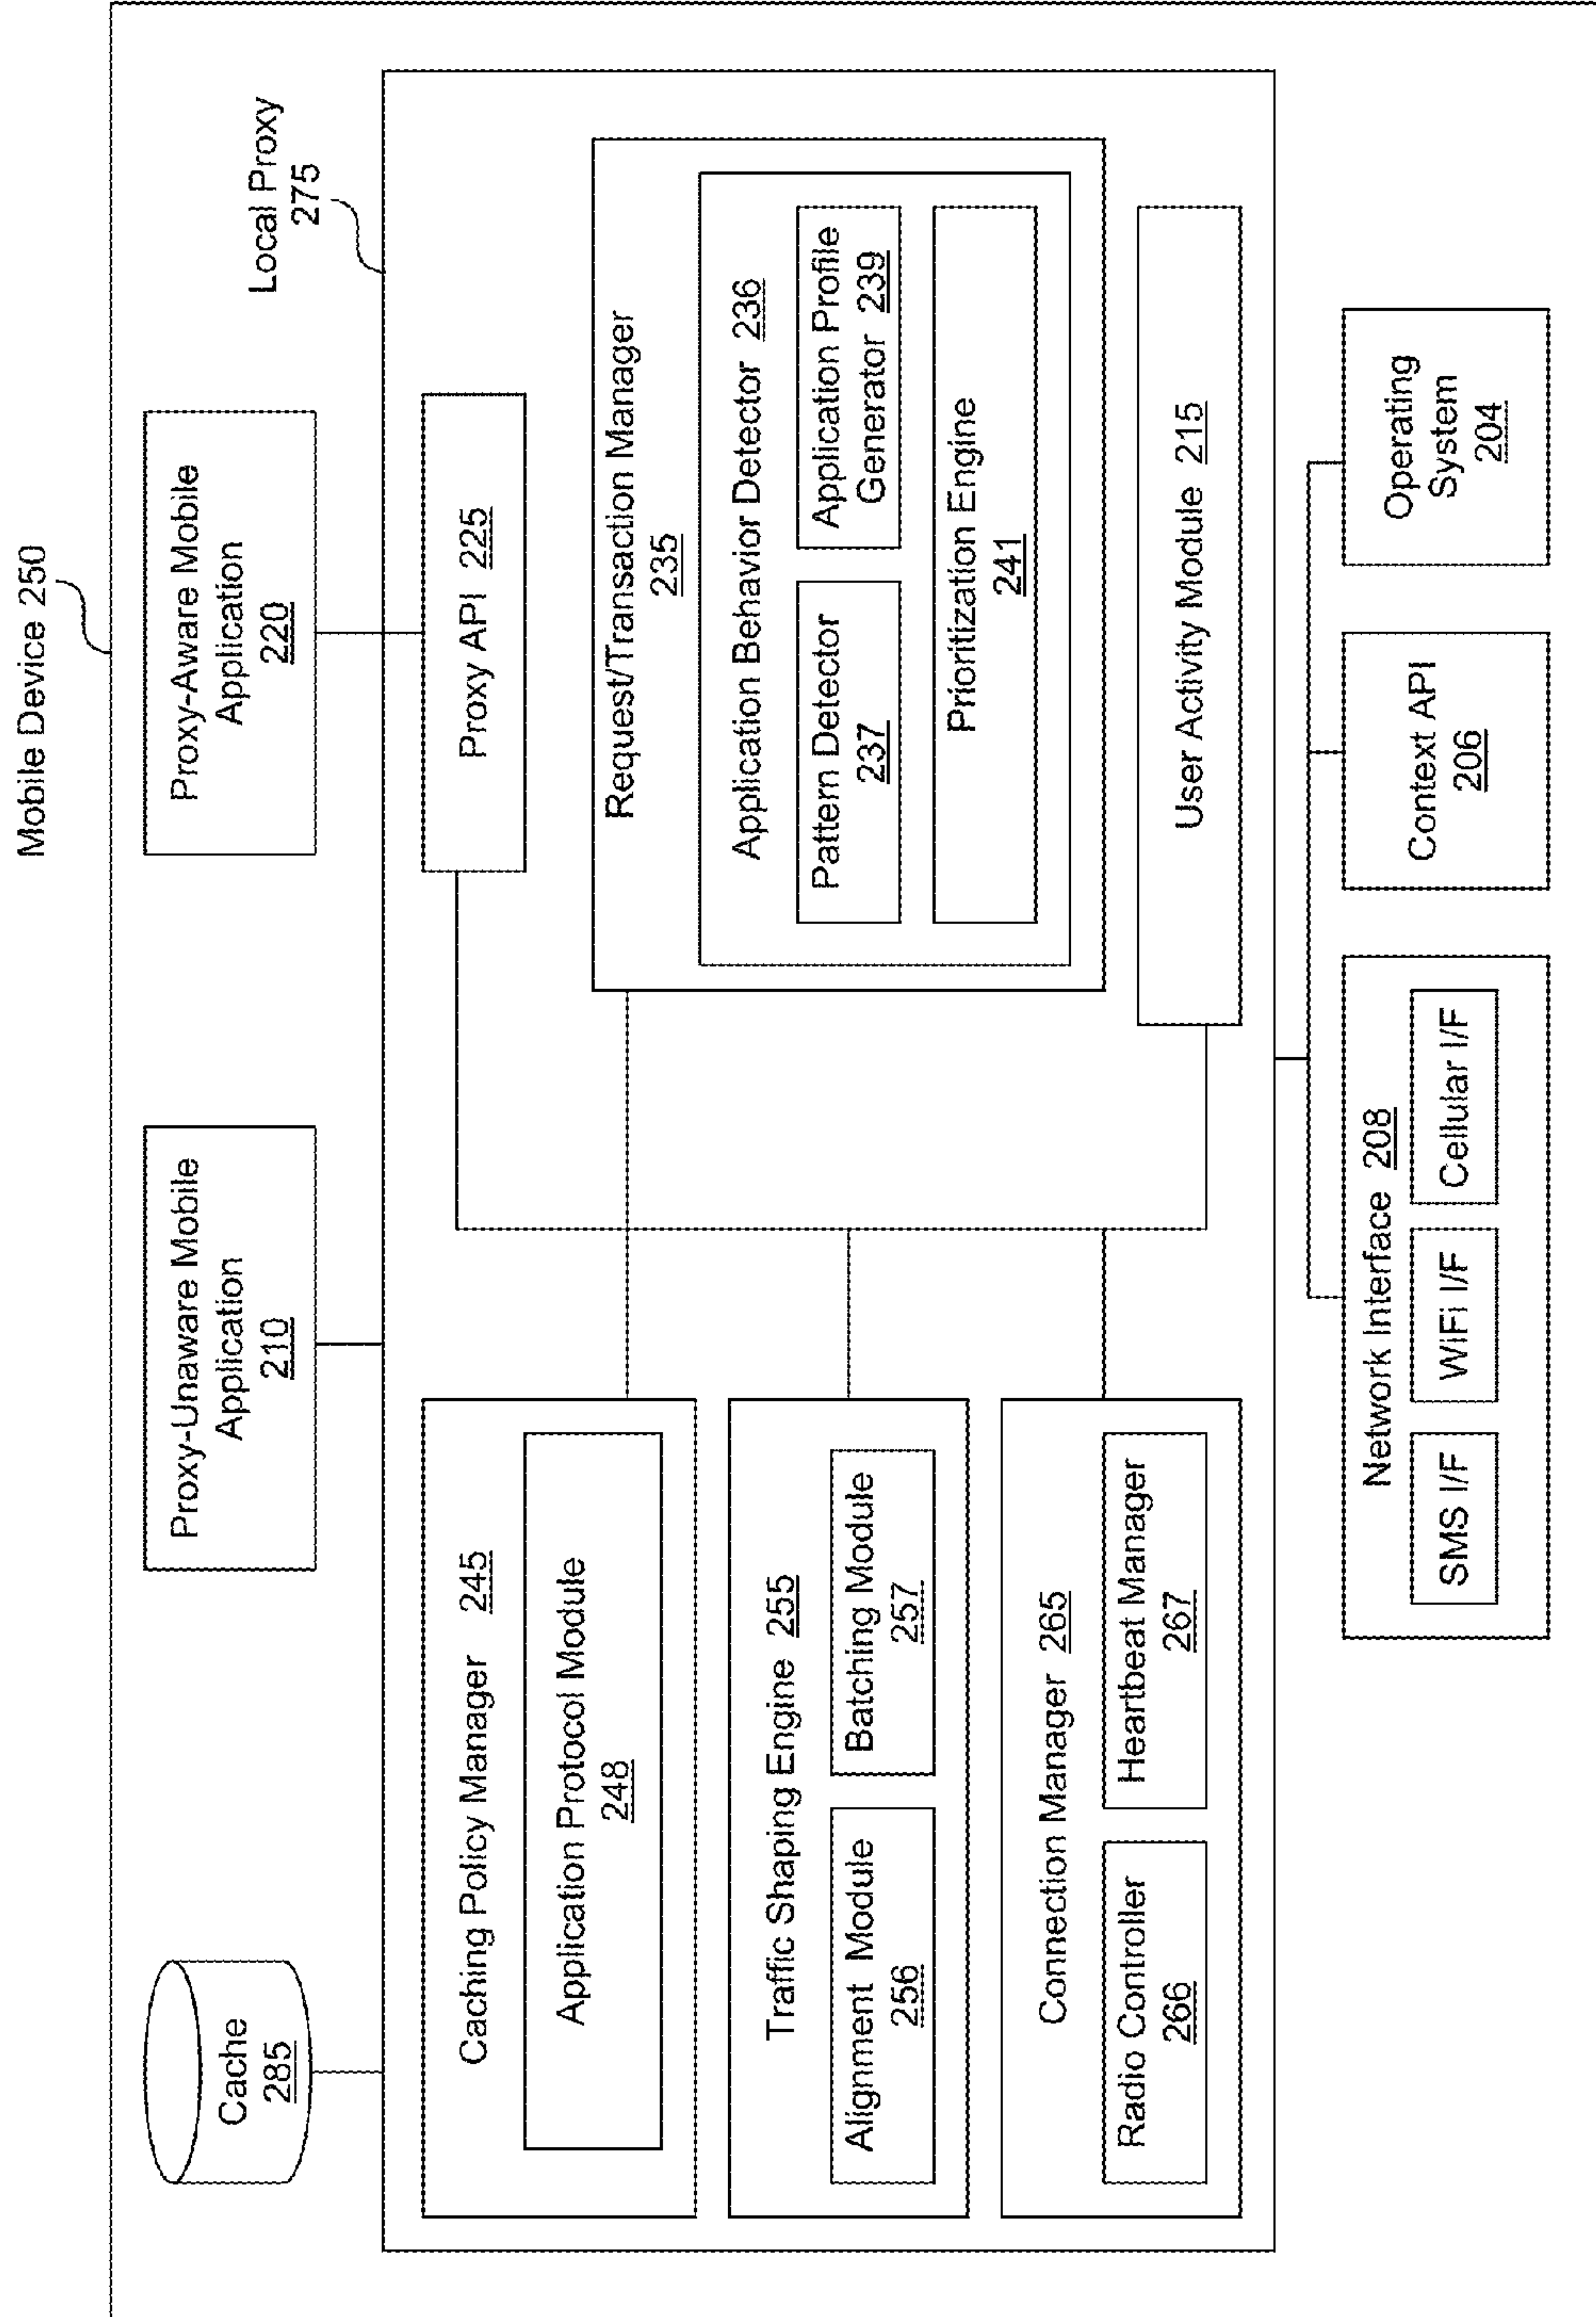 Mobile Device 250
Cache
285
Proxy-Unaware Mobile
Application
210
Proxy-Aware Mobile
Application
220
Local Proxy
275
Caching Policy Manager 245
Application Protocol Module
248
Traffic Shaping Engine 255
Alignment Module
256
Batching Module
257
Connection Manager 265
Radio Controller
266
Heartbeat Manager
267
Proxy API 225
Request/Transaction Manager
235
Application Behavior Detector 236
Pattern Detector
237
Application Profile
Generator 239
Prioritization Engine
241
User Activity Module 215
Network Interface 208
SMS I/F
WiFi I/F
Cellular I/F
Context API
206
Operating
System
204